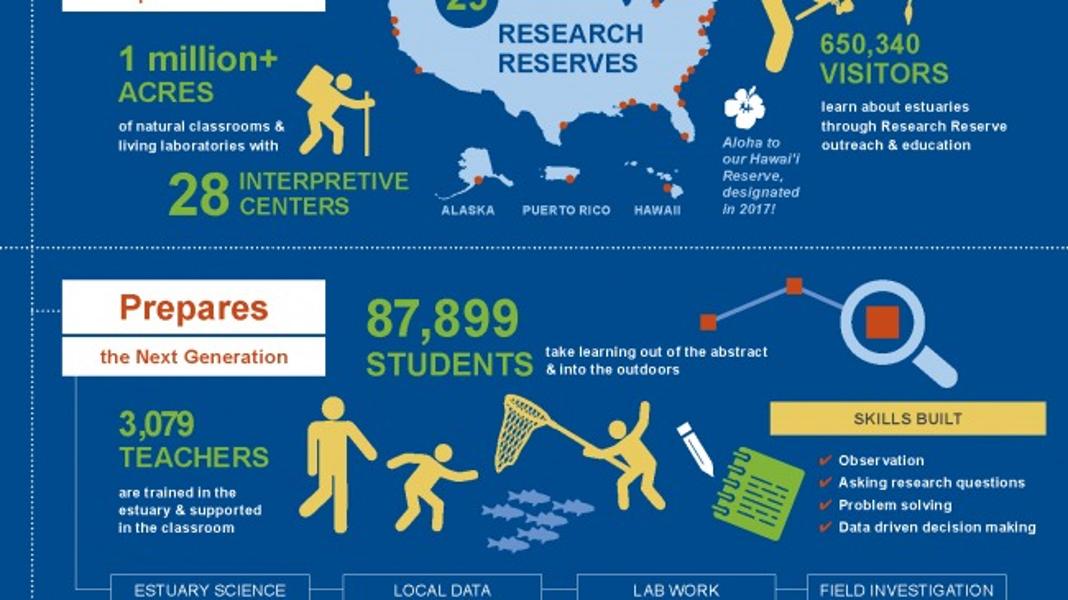 29
RESEARCH
RESERVES
1 million+
ACRES
of natural classrooms &
living laboratories with
28 INTERPRETIVE
CENTERS
ALASKA
PUERTO RICO
HAWAII
Aloha to
our Hawai'i
Reserve,
designated
in 2017!
650,340
VISITORS
learn about estuaries
through Research Reserve
outreach & education
Prepares
the Next Generation
87,899
STUDENTS
take learning out of the abstract
& into the outdoors
3,079
TEACHERS
are trained in the
estuary & supported
in the classroom
SKILLS BUILT
✔ Observation
✔ Asking research questions
✔ Problem solving
✔ Data driven decision making
ESTUARY SCIENCE
LOCAL DATA
LAB WORK
FIELD INVESTIGATION